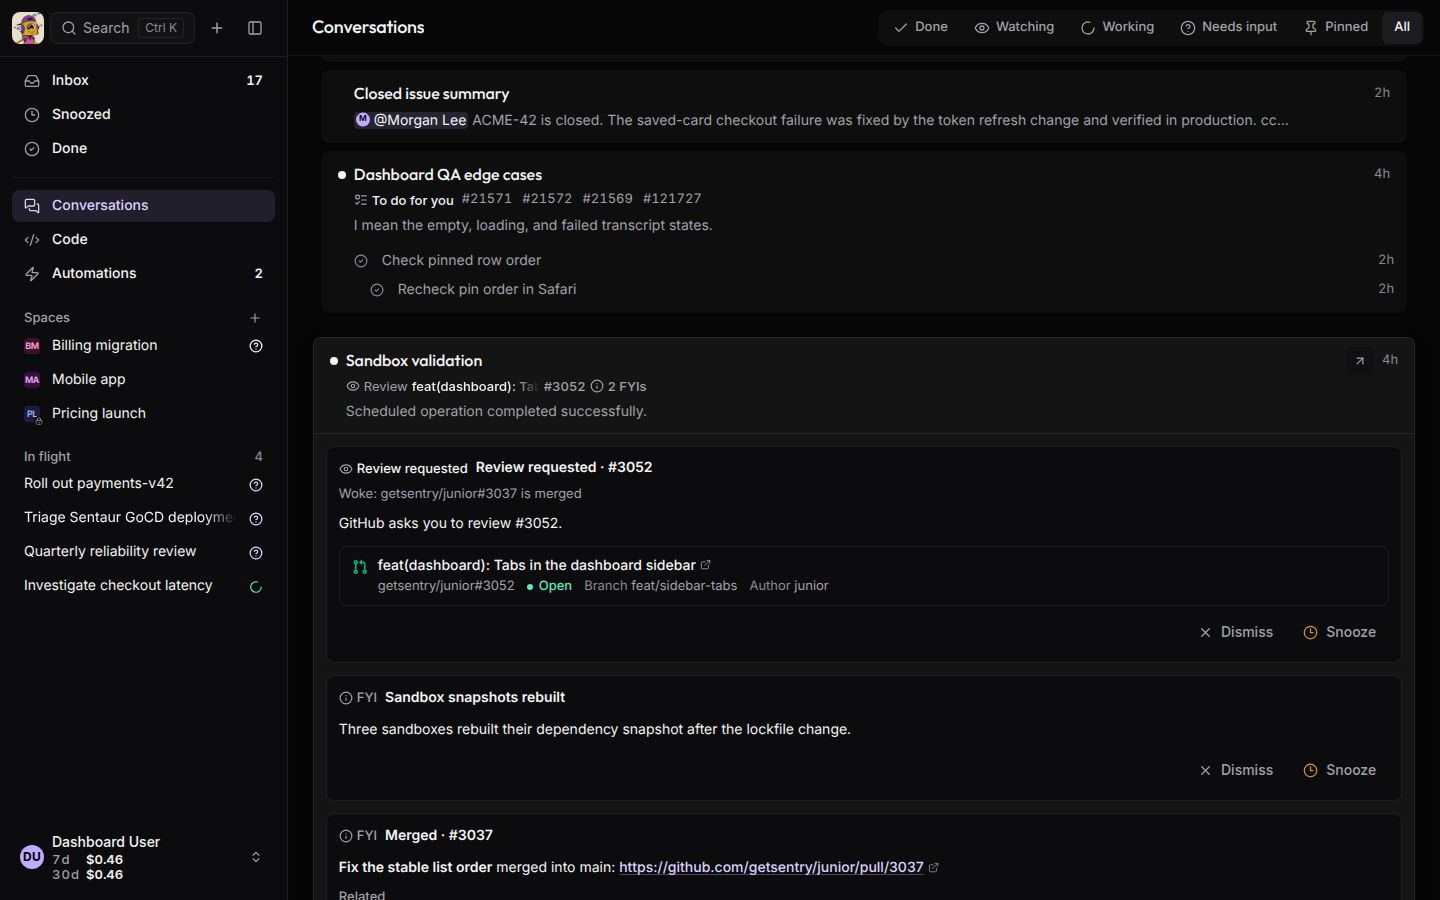 Search Ctrl K
Inbox 17
Snoozed
Done
Conversations
Code
Automations 2
Spaces
BM Billing migration
MA Mobile app
PL Pricing launch
In flight 4
Roll out payments-v42
Triage Sentaur GoCD deployme
Quarterly reliability review
Investigate checkout latency
DU Dashboard User
7d $0.46
30d $0.46
Conversations
Done Watching Working Needs input Pinned All
Closed issue summary 2h
M @Morgan Lee ACME-42 is closed. The saved-card checkout failure was fixed by the token refresh change and verified in production. cc...
Dashboard QA edge cases 4h
To do for you #21571 #21572 #21569 #121727
I mean the empty, loading, and failed transcript states.
Check pinned row order 2h
Recheck pin order in Safari 2h
Sandbox validation 4h
Review feat(dashboard): Tal #3052 2 FYIs
Scheduled operation completed successfully.
Review requested Review requested · #3052
Woke: getsentry/junior#3037 is merged
GitHub asks you to review #3052.
feat(dashboard): Tabs in the dashboard sidebar
getsentry/junior#3052 Open Branch feat/sidebar-tabs Author junior
Dismiss Snooze
FYI Sandbox snapshots rebuilt
Three sandboxes rebuilt their dependency snapshot after the lockfile change.
Dismiss Snooze
FYI Merged · #3037
Fix the stable list order merged into main: https://github.com/getsentry/junior/pull/3037
Related